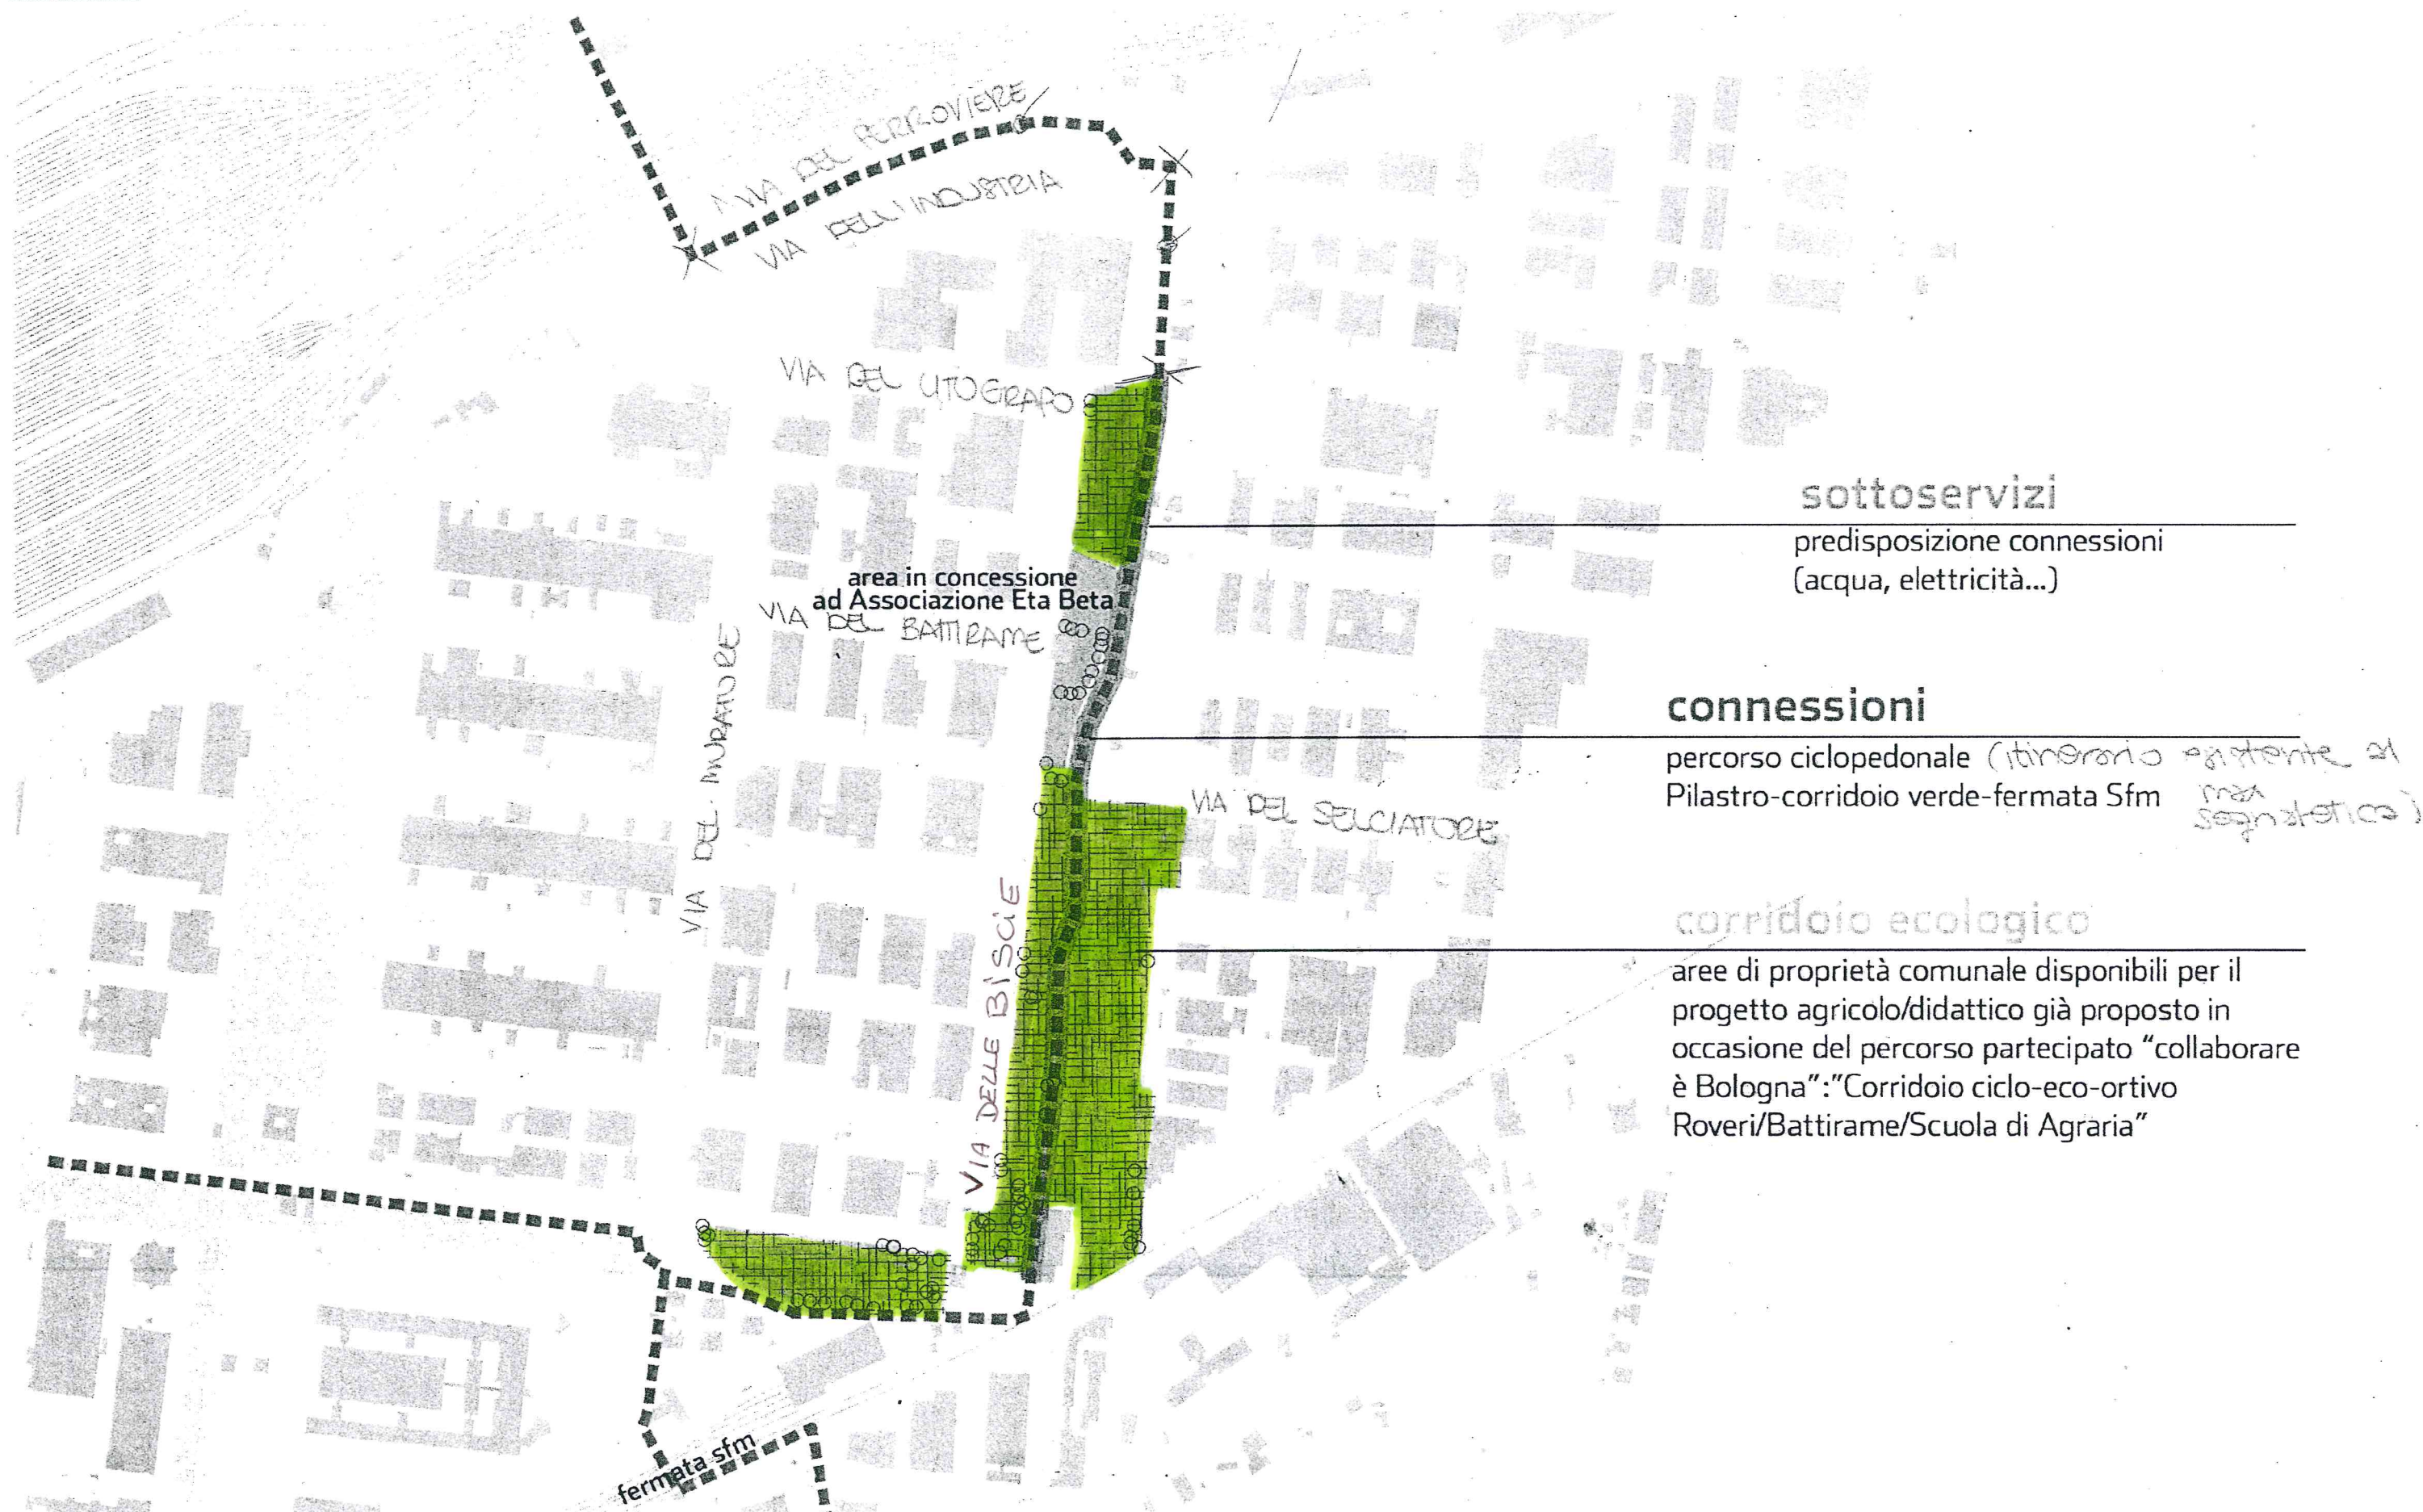 VIA DEL FERROVIERE
VIA DELL'INDUSTRIA
VIA DEL LITOGRAFO
sottoservizi
predisposizione connessioni
(acqua, elettricità...)
area in concessione
ad Associazione Eta Beta
VIA DEL BATTIRAME
VIA DEL MURATORE
connessioni
percorso ciclopedonale (itinerario esistente
Pilastro-corridoio verde-fermata Sfm
segnaletica)
VIA DEL SELCIATORE
VIA DELLE BISCIE
corridoio ecologico
aree di proprietà comunale disponibili per il
progetto agricolo/didattico già proposto in
occasione del percorso partecipato “collaborare
è Bologna”:”Corridoio ciclo-eco-ortivo
Roveri/Battirame/Scuola di Agraria”
fermata sfm